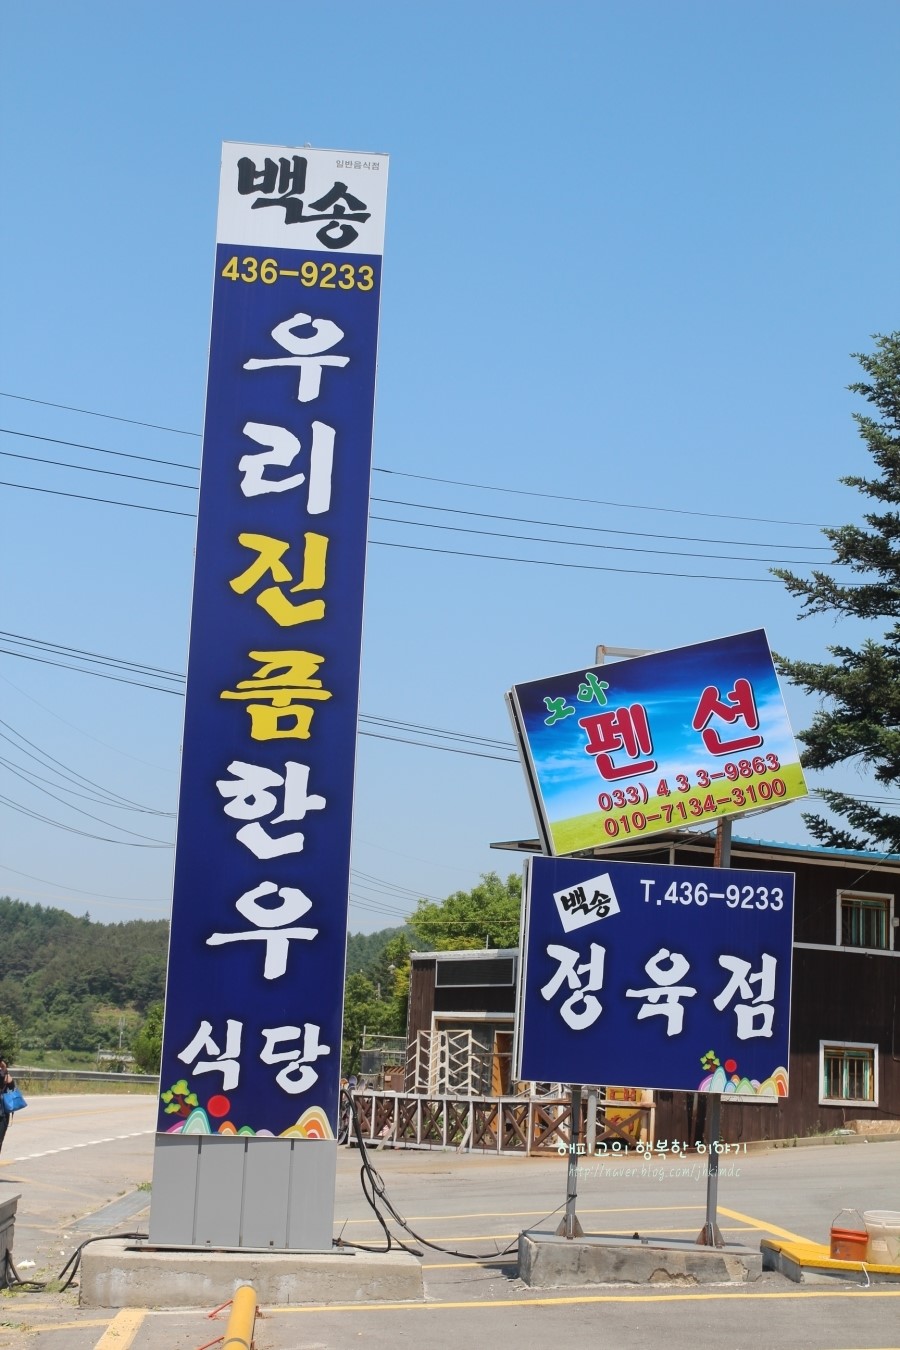 백송
일반음식점
436-9233
우리진품한우
식당
노아
펜션
033) 433-9863
010-7134-3100
백송
T.436-9233
정육점
해피고의 행복한 이야기
http://naver.blog.com/jhkimdc